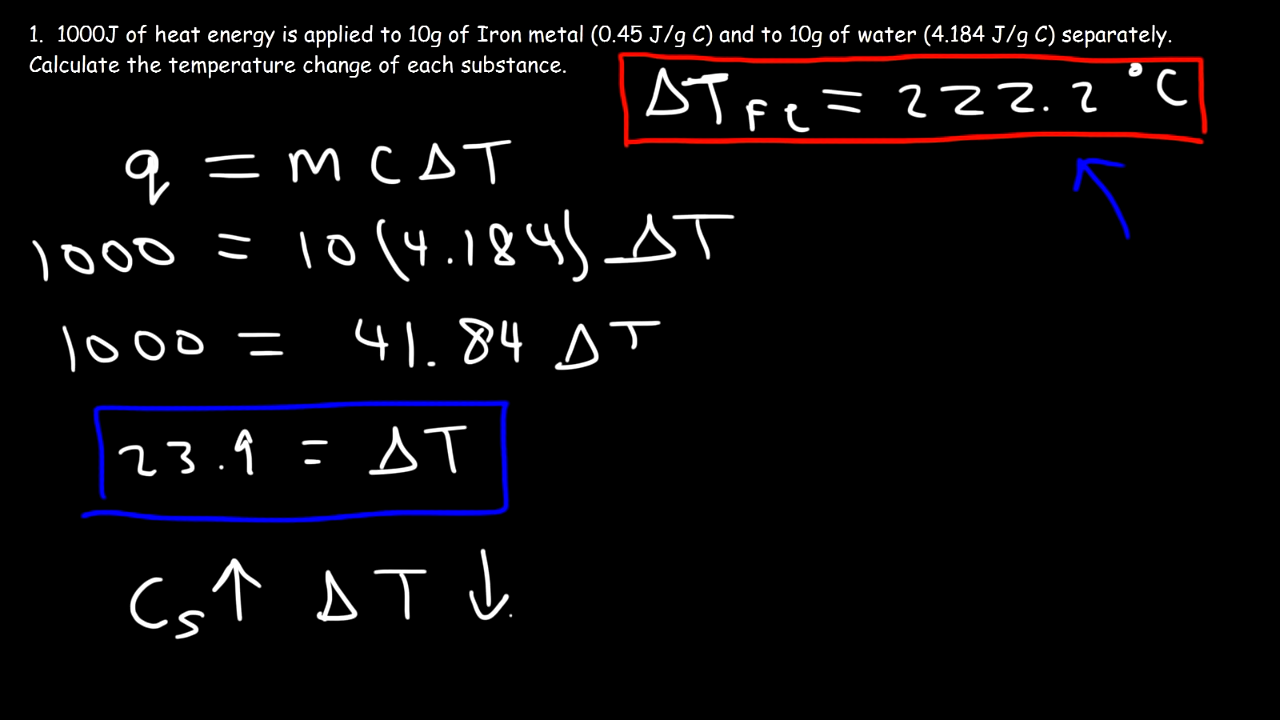 1. 1000J of heat energy is applied to 10g of Iron metal (0.45 J/g C) and to 10g of water (4.184 J/g C) separately.
Calculate the temperature change of each substance.
ΔT Fe = 222.2 °C
q = m C Δ T
1000 = 10 (4.184) ΔT
1000 = 41.84 ΔT
23.9 = ΔT
Cs ↑ ΔT ↓